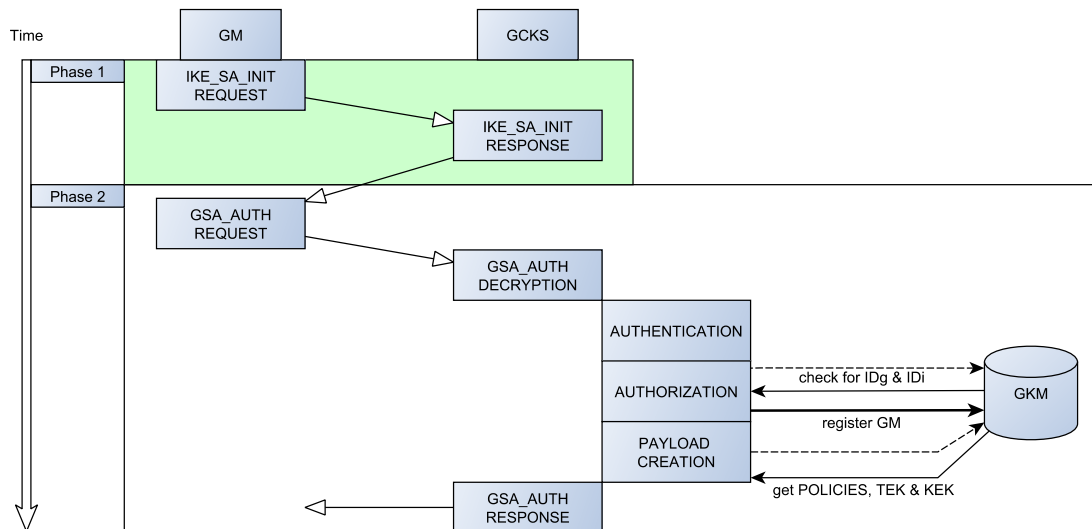 Time
GM
GCKS
Phase 1
IKE_SA_INIT
REQUEST
IKE_SA_INIT
RESPONSE
Phase 2
GSA_AUTH
REQUEST
GSA_AUTH
DECRYPTION
AUTHENTICATION
AUTHORIZATION
check for IDg & IDi
GKM
register GM
PAYLOAD
CREATION
get POLICIES, TEK & KEK
GSA_AUTH
RESPONSE